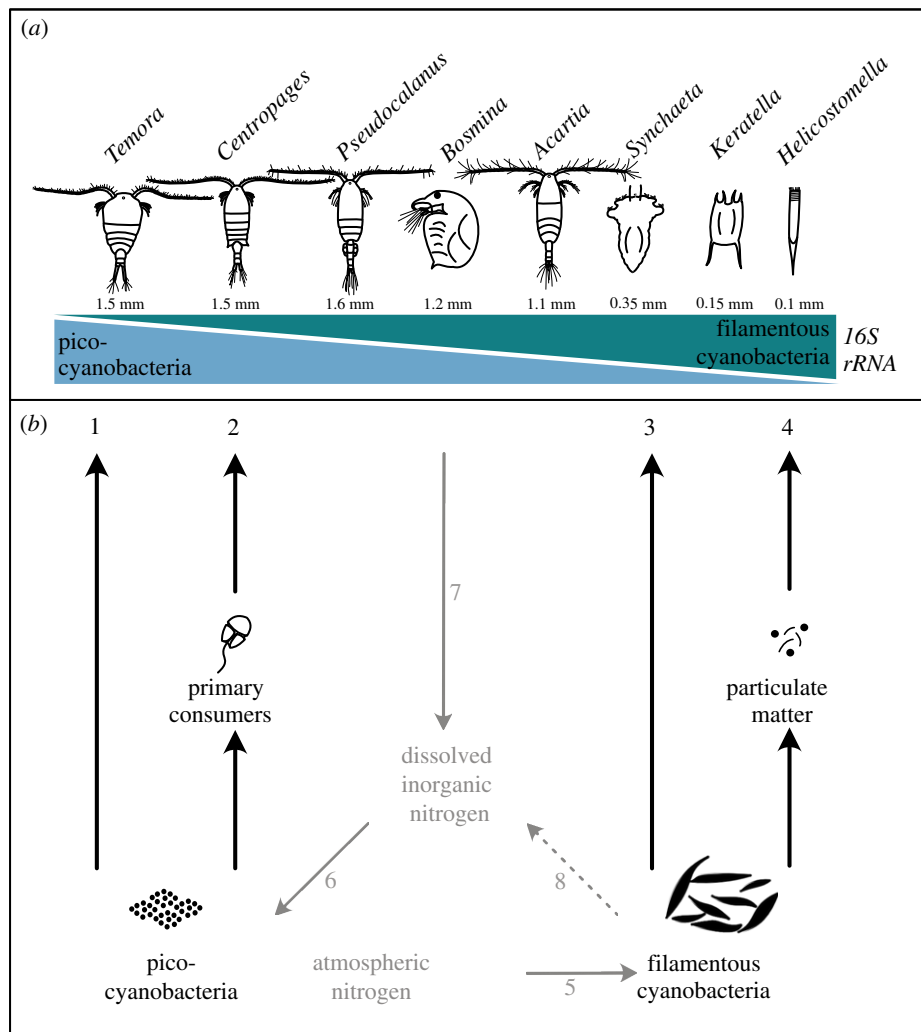 (a)
Temora
Centropages
Pseudocalanus
Bosmina
Acartia
Synchaeta
Keratella
Helicostomella
1.5 mm
1.5 mm
1.6 mm
1.2 mm
1.1 mm
0.35 mm
0.15 mm
0.1 mm
pico-
cyanobacteria
filamentous
cyanobacteria
16S
rRNA
(b)
1
2
3
4
7
primary
consumers
particulate
matter
dissolved
inorganic
nitrogen
6
8
pico-
cyanobacteria
atmospheric
nitrogen
5
filamentous
cyanobacteria